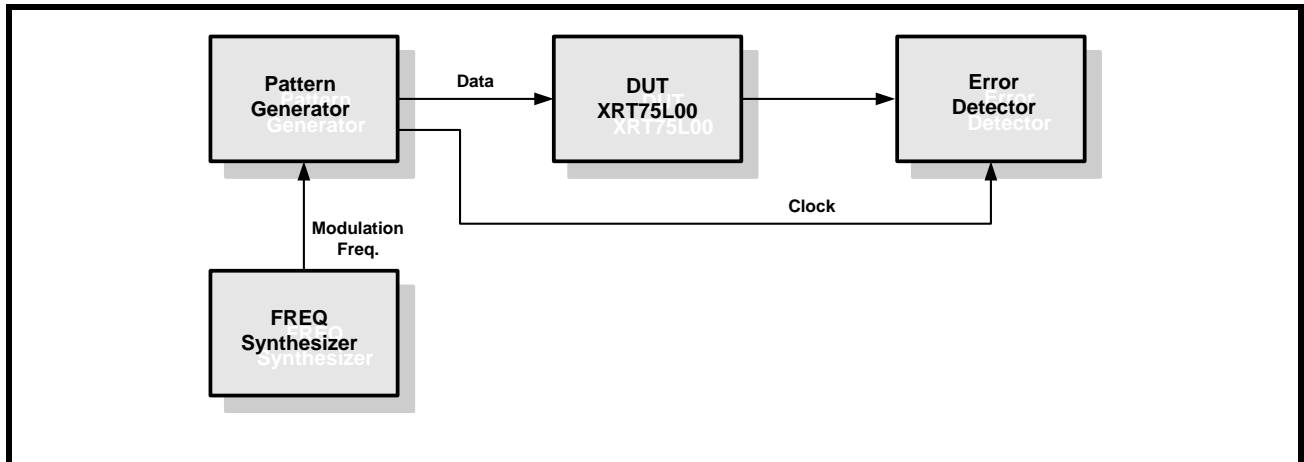 Pattern
Generator
Data
DUT
XRT75L00
Error
Detector
Clock
Modulation
Freq.
FREQ
Synthesizer